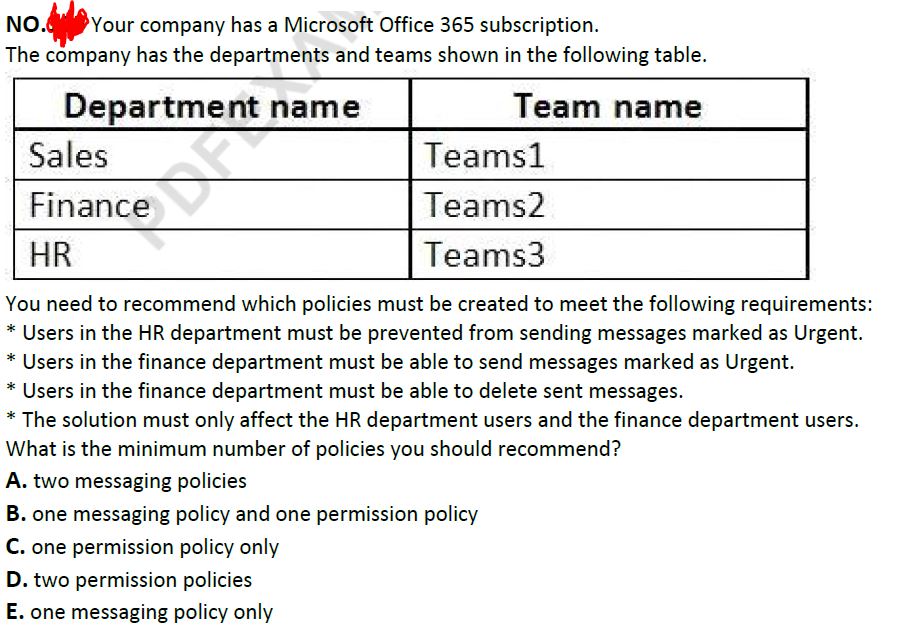 NO. Your company has a Microsoft Office 365 subscription.
The company has the departments and teams shown in the following table.
Department name Team name
Sales Teams1
Finance Teams2
HR Teams3
You need to recommend which policies must be created to meet the following requirements:
* Users in the HR department must be prevented from sending messages marked as Urgent.
* Users in the finance department must be able to send messages marked as Urgent.
* Users in the finance department must be able to delete sent messages.
* The solution must only affect the HR department users and the finance department users.
What is the minimum number of policies you should recommend?
A. two messaging policies
B. one messaging policy and one permission policy
C. one permission policy only
D. two permission policies
E. one messaging policy only
PDFEXAM